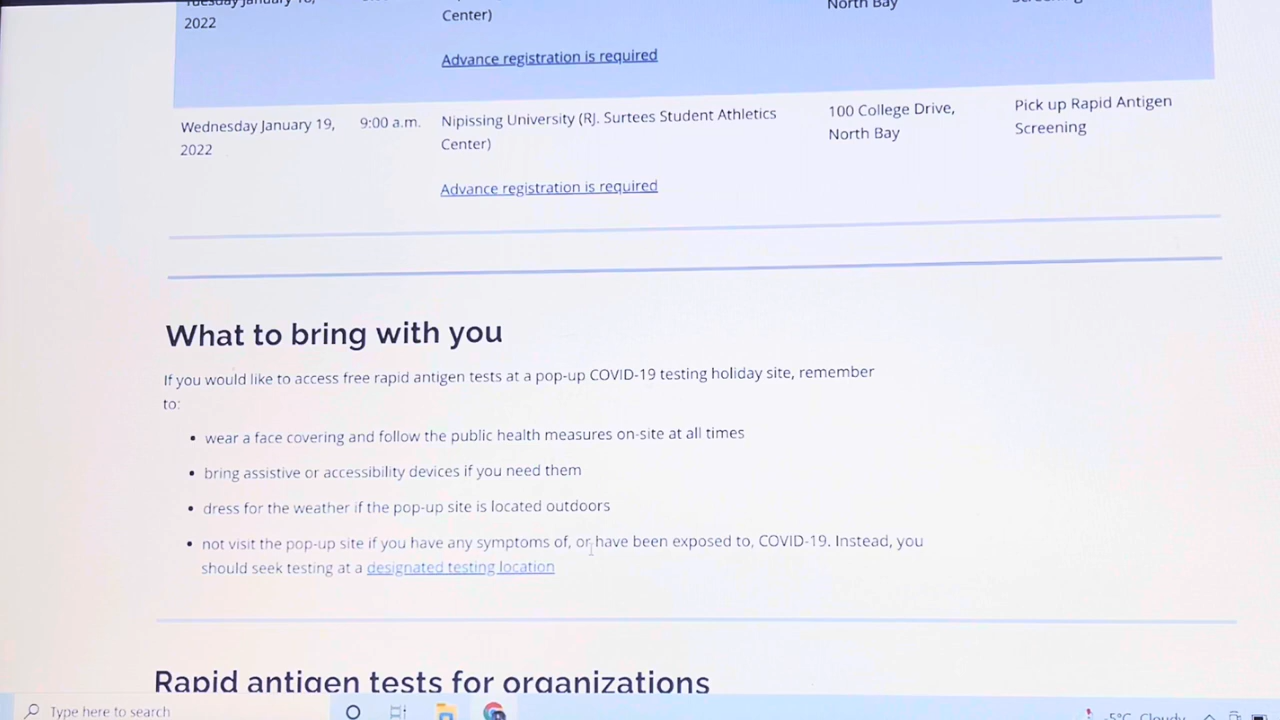 Tuesday January 18,
2022
Center)
Advance registration is required
North Bay
Screening
Wednesday January 19,
2022
9:00 a.m.
Nipissing University (RJ. Surtees Student Athletics
Center)
Advance registration is required
100 College Drive,
North Bay
Pick up Rapid Antigen
Screening
What to bring with you
If you would like to access free rapid antigen tests at a pop-up COVID-19 testing holiday site, remember
to:
• wear a face covering and follow the public health measures on-site at all times
• bring assistive or accessibility devices if you need them
• dress for the weather if the pop-up site is located outdoors
• not visit the pop-up site if you have any symptoms of, or have been exposed to, COVID-19. Instead, you
should seek testing at a designated testing location
Rapid antigen tests for organizations
Type here to search
-5°C Cloudy